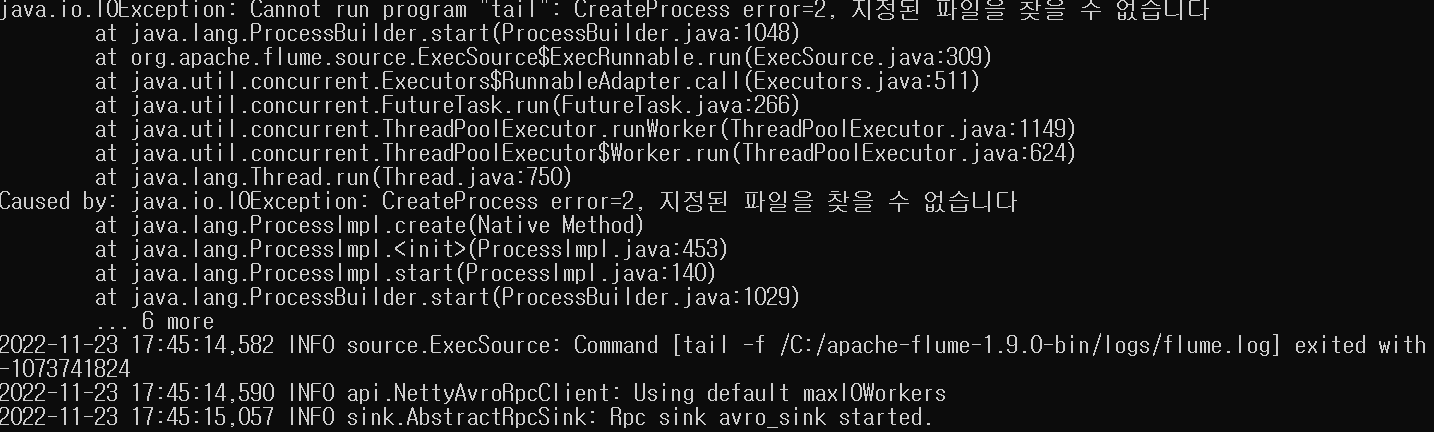 java.io.IOException: Cannot run program "tail": CreateProcess error=2, 지정된 파일을 찾을 수 없습니다
at java.lang.ProcessBuilder.start(ProcessBuilder.java:1048)
at org.apache.flume.source.ExecSource$ExecRunnable.run(ExecSource.java:309)
at java.util.concurrent.Executors$RunnableAdapter.call(Executors.java:511)
at java.util.concurrent.FutureTask.run(FutureTask.java:266)
at java.util.concurrent.ThreadPoolExecutor.runWorker(ThreadPoolExecutor.java:1149)
at java.util.concurrent.ThreadPoolExecutor$Worker.run(ThreadPoolExecutor.java:624)
at java.lang.Thread.run(Thread.java:750)
Caused by: java.io.IOException: CreateProcess error=2, 지정된 파일을 찾을 수 없습니다
at java.lang.ProcessImpl.create(Native Method)
at java.lang.ProcessImpl.<init>(ProcessImpl.java:453)
at java.lang.ProcessImpl.start(ProcessImpl.java:140)
at java.lang.ProcessBuilder.start(ProcessBuilder.java:1029)
... 6 more
2022-11-23 17:45:14,582 INFO source.ExecSource: Command [tail -f /C:/apache-flume-1.9.0-bin/logs/flume.log] exited with
-1073741824
2022-11-23 17:45:14,590 INFO api.NettyAvroRpcClient: Using default maxIOWorkers
2022-11-23 17:45:15,057 INFO sink.AbstractRpcSink: Rpc sink avro_sink started.